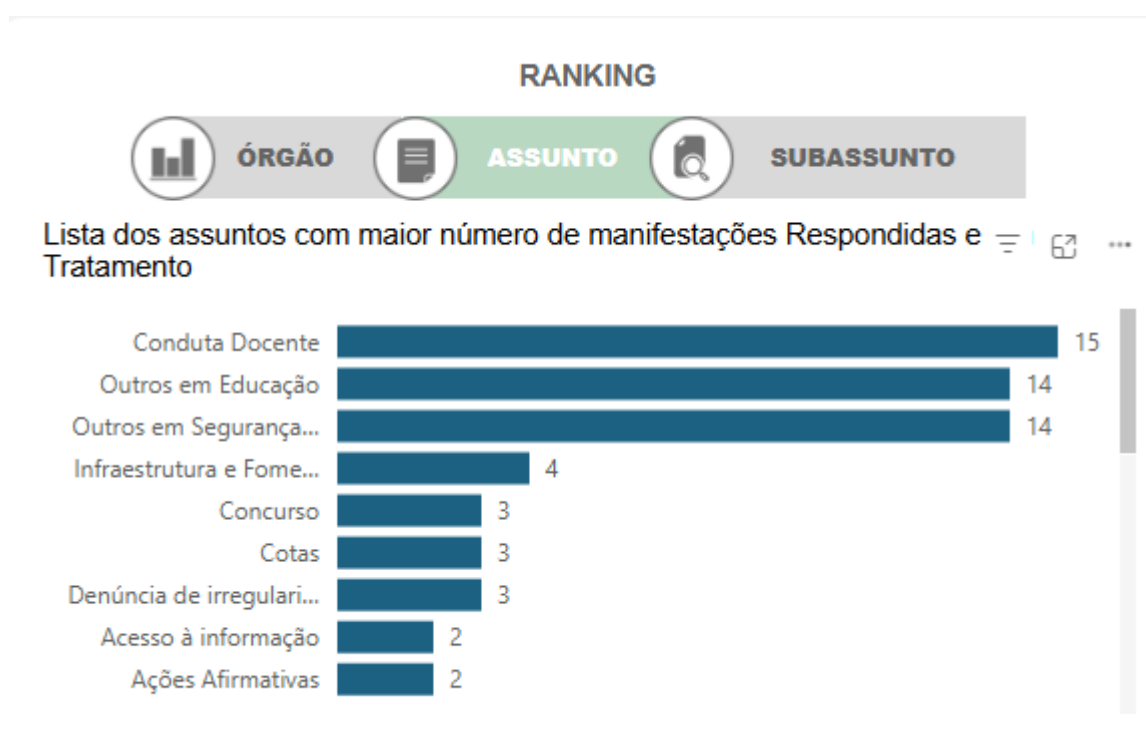 RANKING
ÓRGÃO ASSUNTO SUBASSUNTO
Lista dos assuntos com maior número de manifestações Respondidas e
Tratamento
Conduta Docente 15
Outros em Educação 14
Outros em Segurança... 14
Infraestrutura e Fome... 4
Concurso 3
Cotas 3
Denúncia de irregulari... 3
Acesso à informação 2
Ações Afirmativas 2